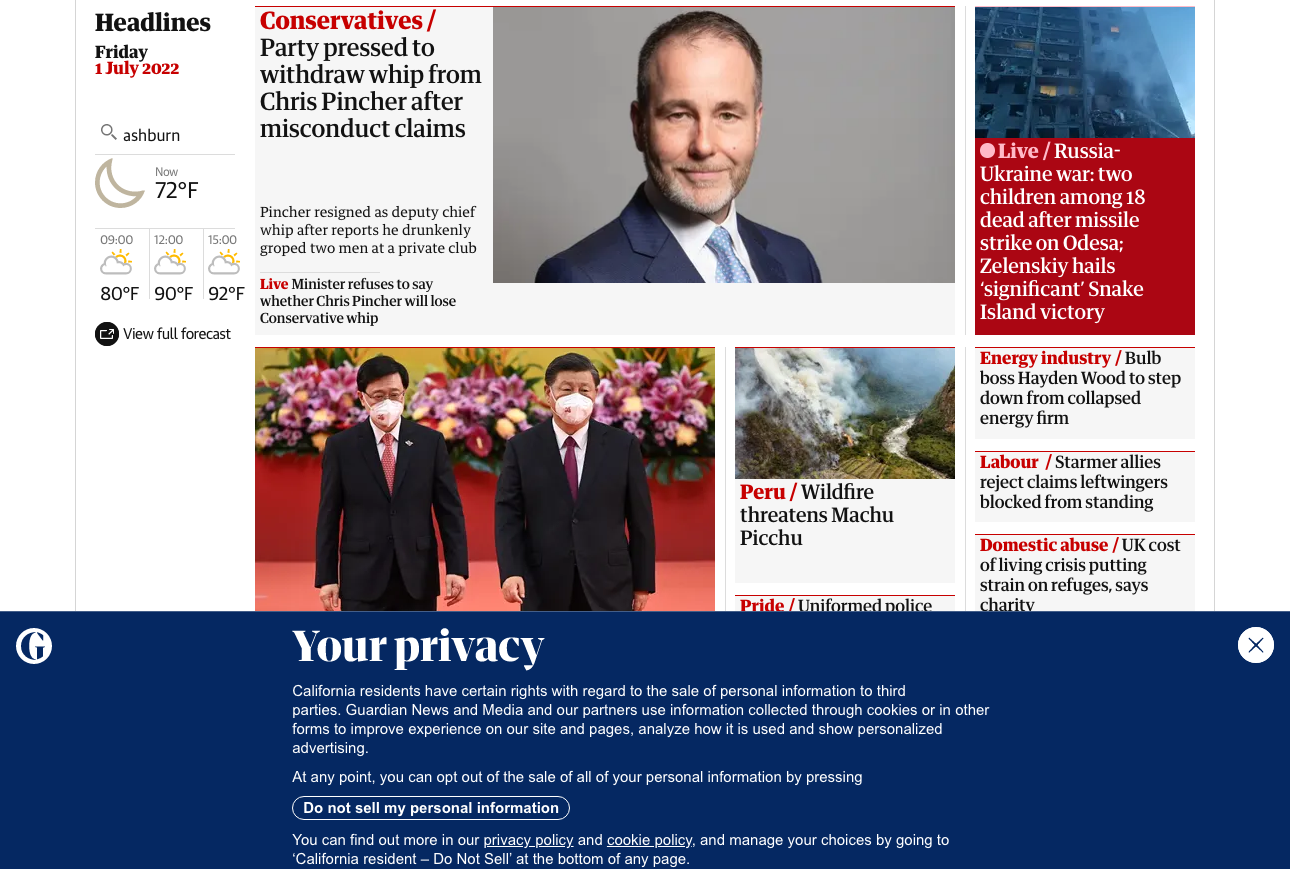 Headlines
Friday
1 July 2022
ashburn
Now
72°F
09:00
12:00
15:00
80°F
90°F
92°F
View full forecast
Conservatives /
Party pressed to
withdraw whip from
Chris Pincher after
misconduct claims
Pincher resigned as deputy chief
whip after reports he drunkenly
groped two men at a private club
Live Minister refuses to say
whether Chris Pincher will lose
Conservative whip
Live / Russia-
Ukraine war: two
children among 18
dead after missile
strike on Odesa;
Zelenskiy hails
‘significant’ Snake
Island victory
Peru / Wildfire
threatens Machu
Picchu
Pride / Uniformed police
Energy industry / Bulb
boss Hayden Wood to step
down from collapsed
energy firm
Labour / Starmer allies
reject claims leftwingers
blocked from standing
Domestic abuse / UK cost
of living crisis putting
strain on refuges, says
charity
G
Your privacy
California residents have certain rights with regard to the sale of personal information to third
parties. Guardian News and Media and our partners use information collected through cookies or in other
forms to improve experience on our site and pages, analyze how it is used and show personalized
advertising.
At any point, you can opt out of the sale of all of your personal information by pressing
Do not sell my personal information
You can find out more in our privacy policy and cookie policy, and manage your choices by going to
‘California resident – Do Not Sell’ at the bottom of any page.